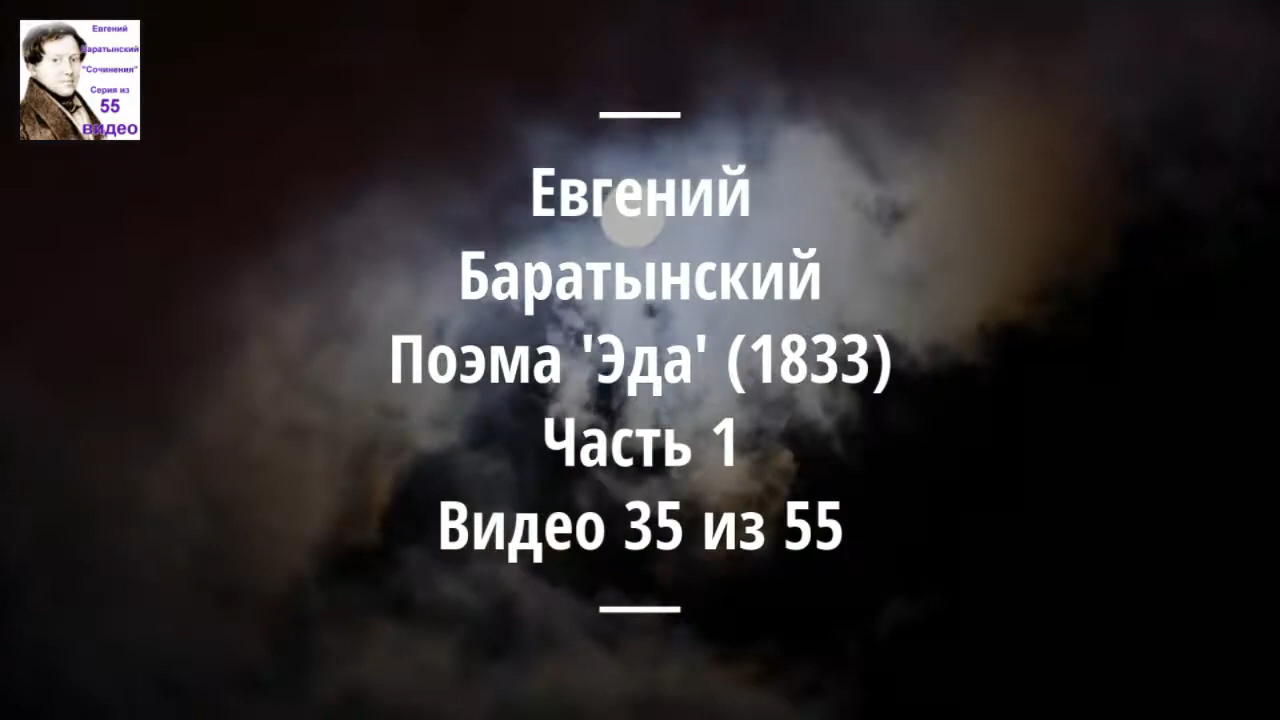 Евгений
Баратынский
"Сочинения"
Серия из
55
видео
Евгений
Баратынский
Поэма 'Эда' (1833)
Часть 1
Видео 35 из 55